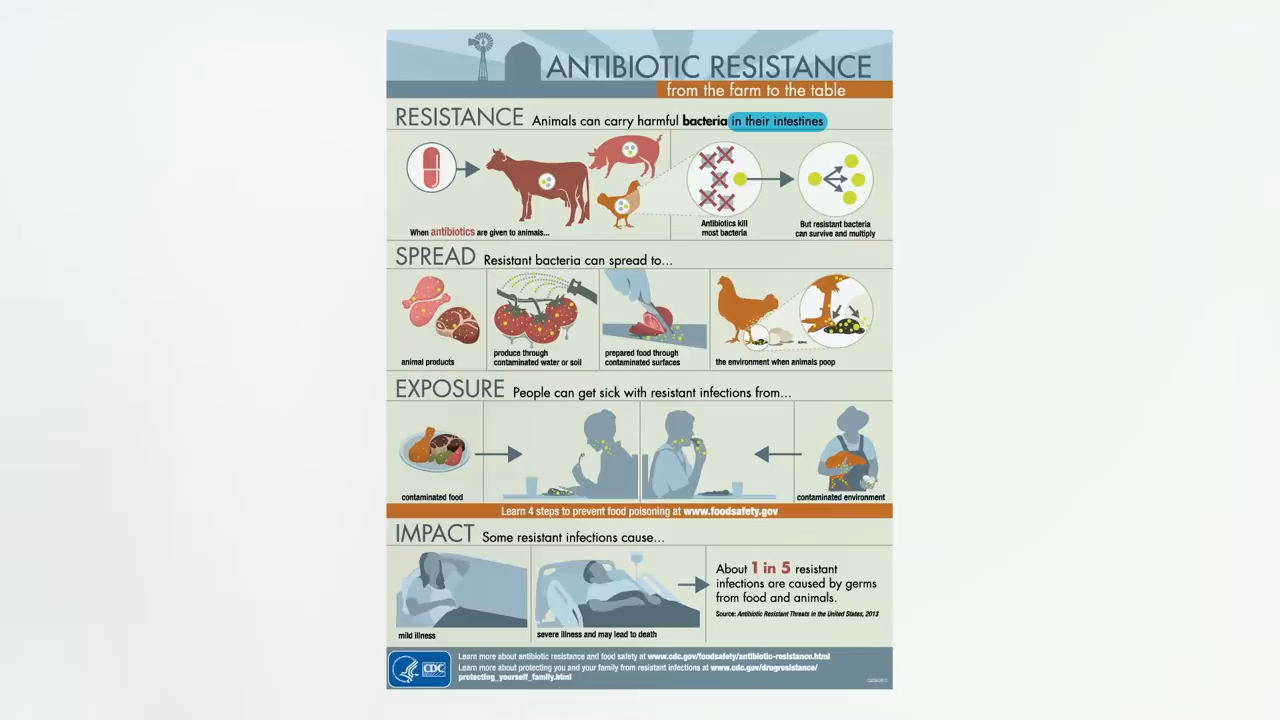 ANTIBIOTIC RESISTANCE
from the farm to the table
RESISTANCE Animals can carry harmful bacteria in their intestines
When antibiotics are given to animals...
Antibiotics kill
most bacteria
But resistant bacteria
can survive and multiply
SPREAD Resistant bacteria can spread to...
animal products
produce through
contaminated water or soil
prepared food through
contaminated surfaces
the environment when animals poop
EXPOSURE People can get sick with resistant infections from...
contaminated food
contaminated environment
Learn 4 steps to prevent food poisoning at www.foodsafety.gov
IMPACT Some resistant infections cause...
mild illness
severe illness and may lead to death
About 1 in 5 resistant
infections are caused by germs
from food and animals.
Source: Antibiotic Resistant Threats in the United States, 2013
CDC
Learn more about antibiotic resistance and food safety at www.cdc.gov/foodsafety/antibiotic-resistance.html
Learn more about protecting you and your family from resistant infections at www.cdc.gov/drugresistance/
protecting_yourself_family.html